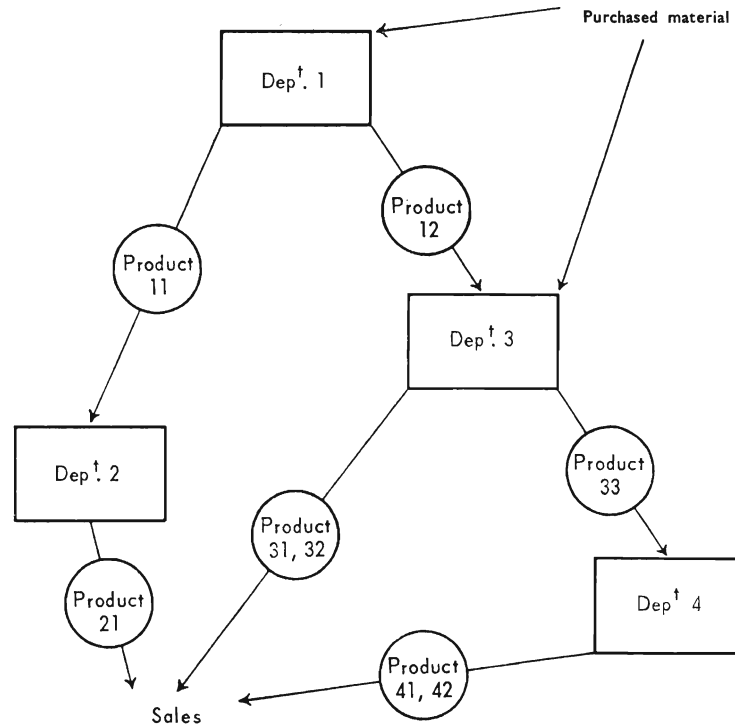 Purchased material
Dept. 1
Product
12
Product
11
Dept. 3
Dept. 2
Product
33
Product
31, 32
Product
21
Dept 4
Product
41, 42
Sales